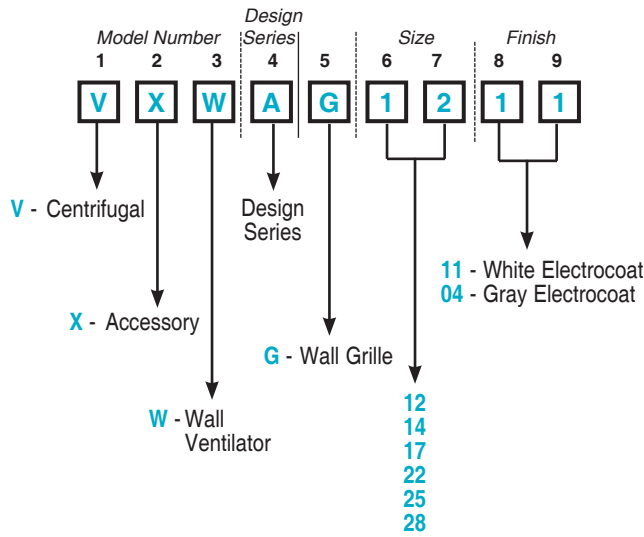 Design
Model Number Series Size Finish
1 2 3 4 5 6 7 8 9
V X W A G 1 2 1 1
V - Centrifugal
Design
Series
11 - White Electrocoat
04 - Gray Electrocoat
X - Accessory
G - Wall Grille
12
W - Wall
14
Ventilator
17
22
25
28